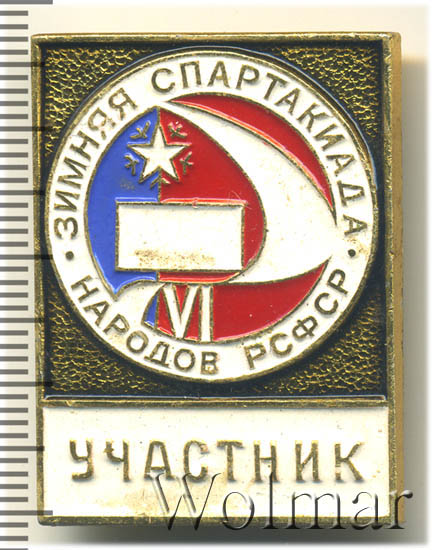 ЗИМНЯЯ СПАРТАКИАДА
НАРОДОВ РСФСР
VI
УЧАСТНИК
Wolmar